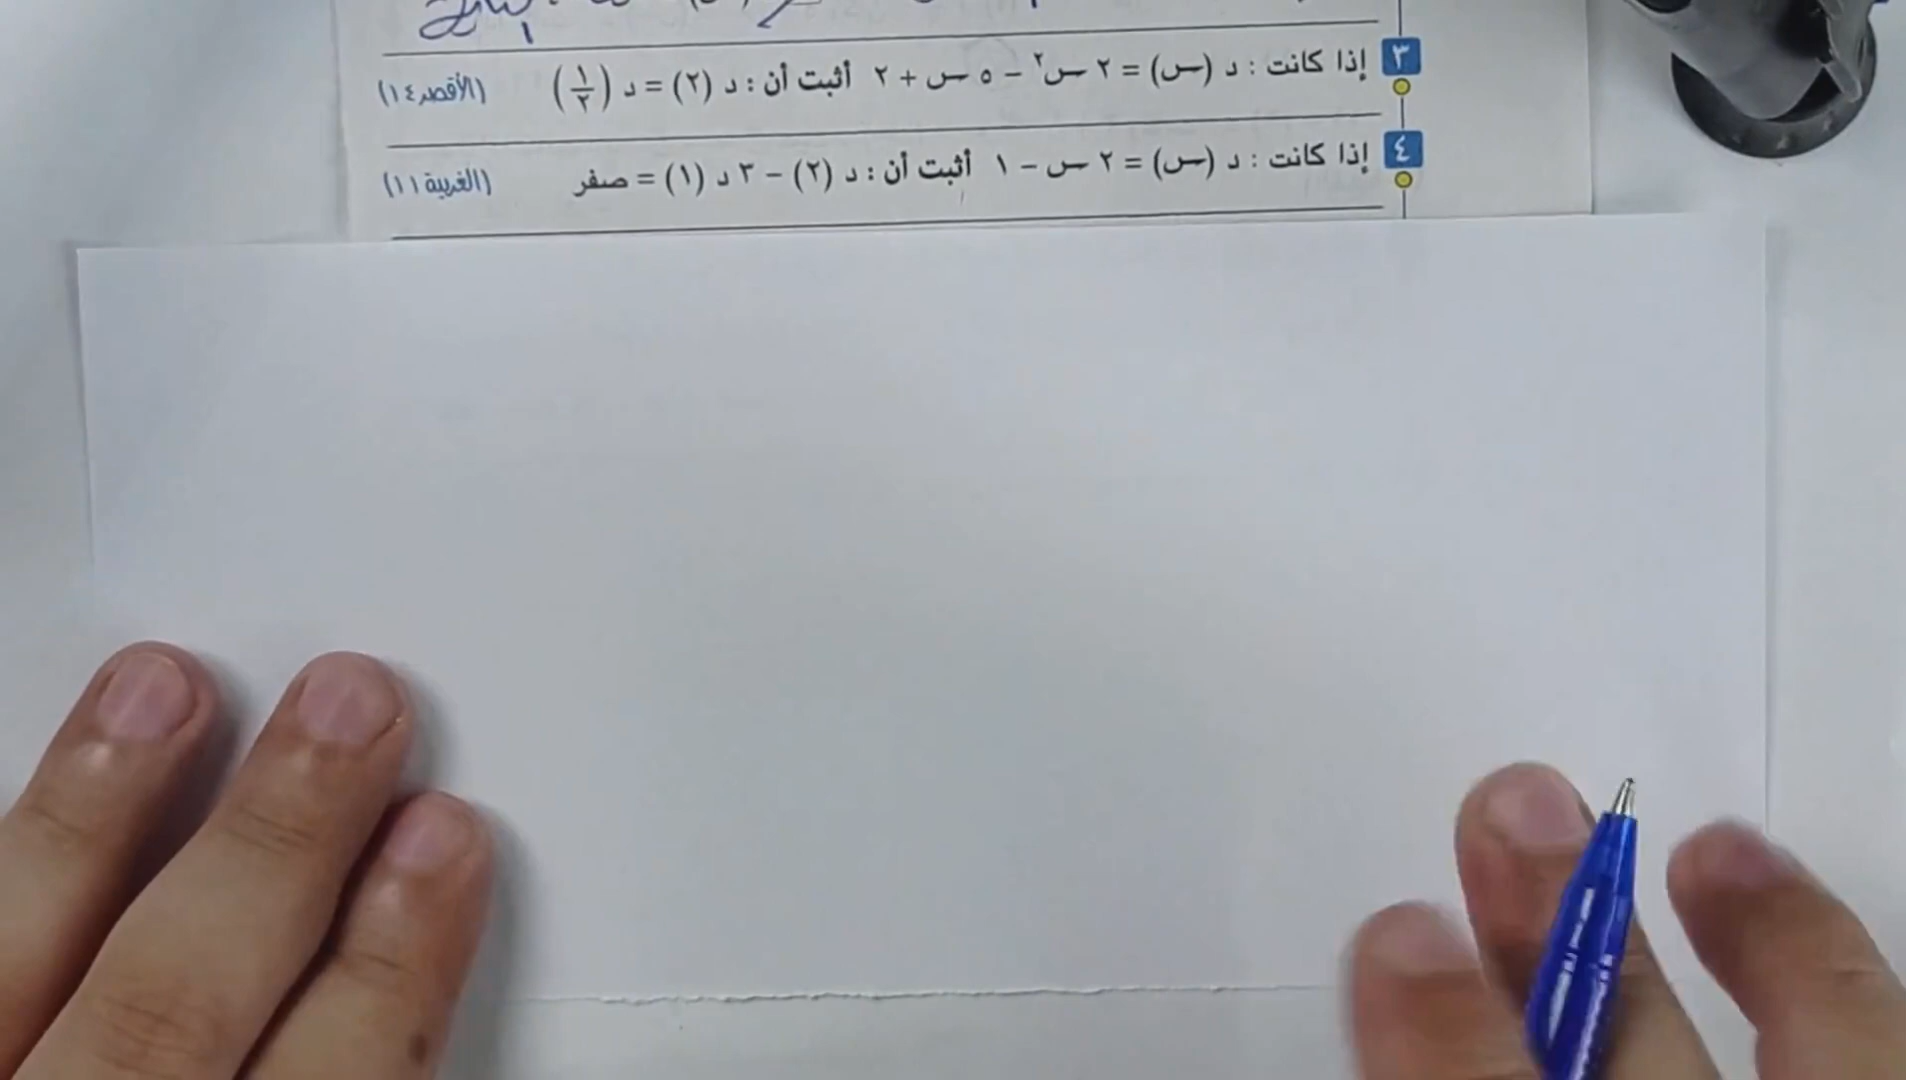 ٣ إذا كانت : د (س) = ٢ س٢ − ٥ س + ٢ أثبت أن : د (٢) = د (١/٢) (الأقصر ١٤)
٤ إذا كانت : د (س) = ٢ س − ١ أثبت أن : د (٢) − ٣ د (١) = صفر (الغربية ١١)